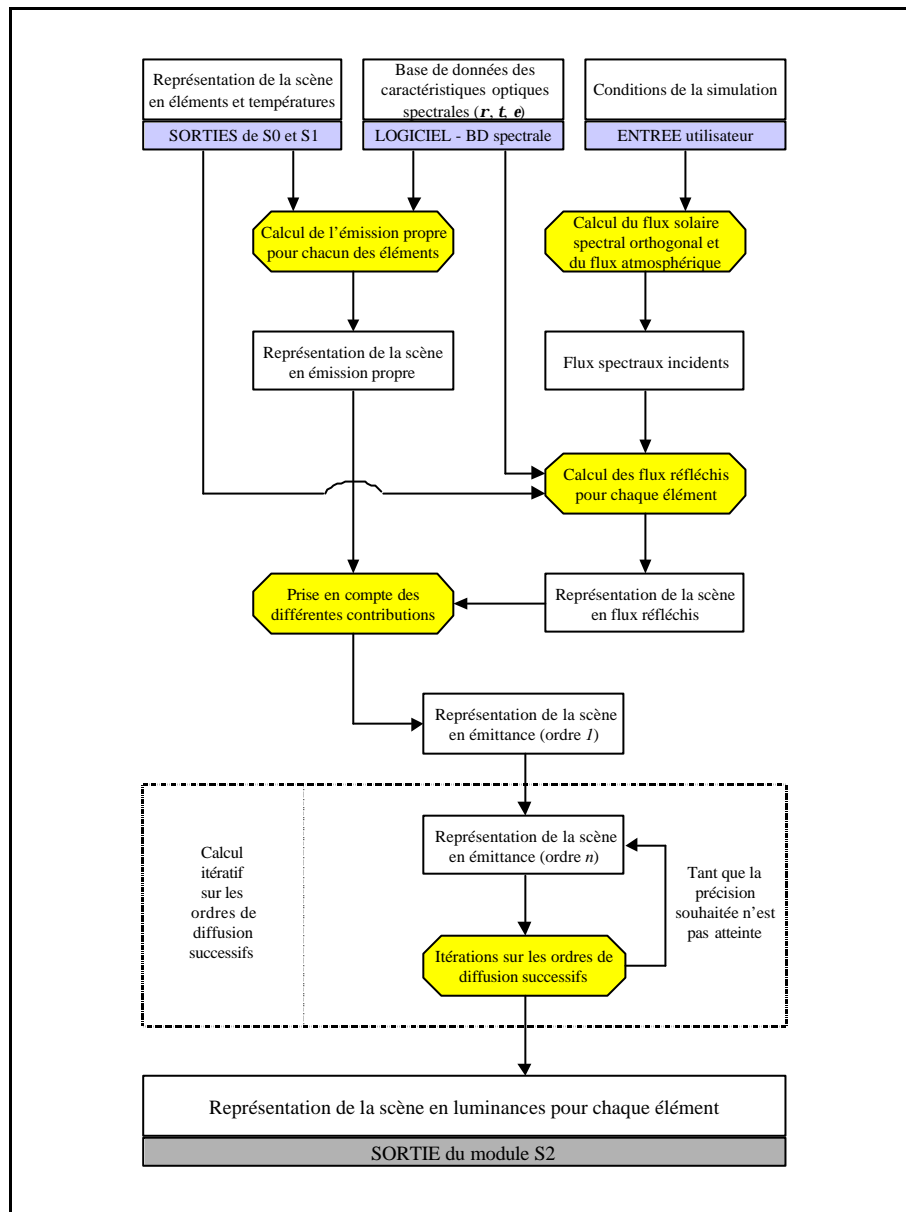 Représentation de la scène
en éléments et températures
SORTIES de S0 et S1
Base de données des
caractéristiques optiques
spectrales (r, t, e)
LOGICIEL - BD spectrale
Conditions de la simulation
ENTREE utilisateur
Calcul de l'émission propre
pour chacun des éléments
Calcul du flux solaire
spectral orthogonal et
du flux atmosphérique
Représentation de la scène
en émission propre
Flux spectraux incidents
Calcul des flux réfléchis
pour chaque élément
Prise en compte des
différentes contributions
Représentation de la scène
en flux réfléchis
Représentation de la scène
en émittance (ordre 1)
Calcul
itératif
sur les
ordres de
diffusion
successifs
Représentation de la scène
en émittance (ordre n)
Tant que la
précision
souhaitée n'est
pas atteinte
Itérations sur les ordres de
diffusion successifs
Représentation de la scène en luminances pour chaque élément
SORTIE du module S2